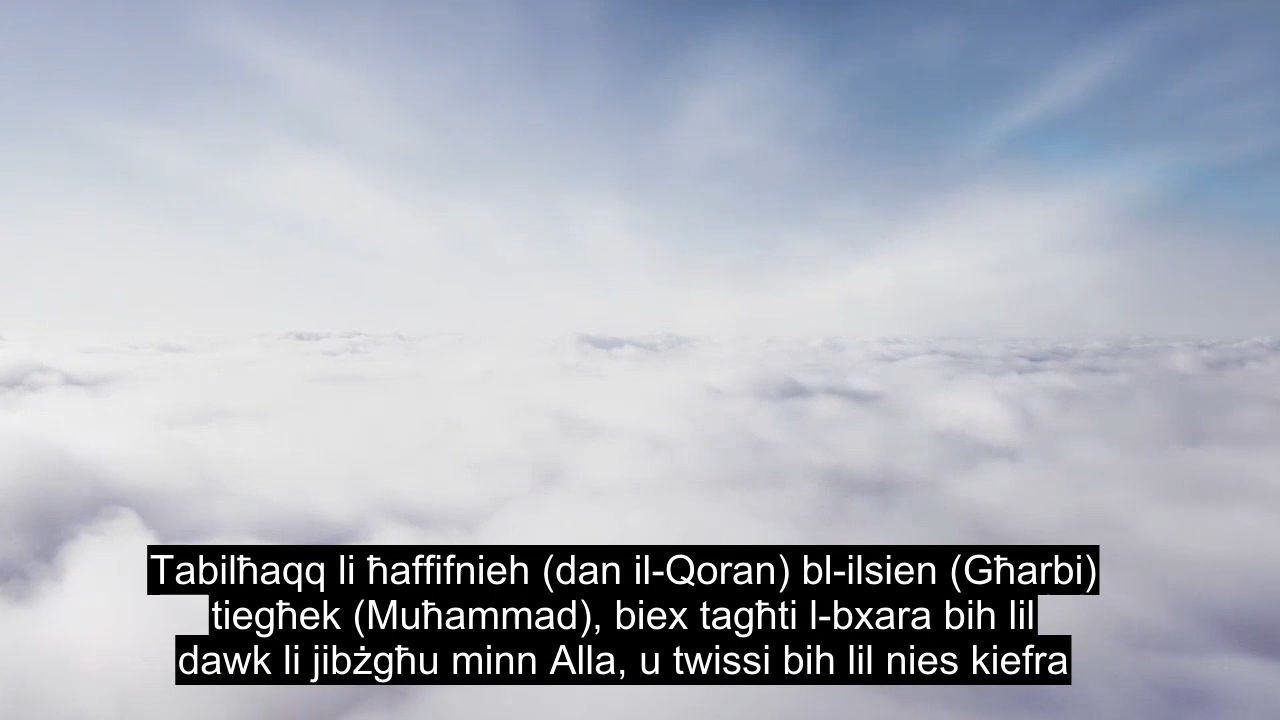 Tabilħaqq li ħaffifnieh (dan il-Qoran) bl-ilsien (Għarbi)
tiegħek (Muħammad), biex tagħti l-bxara bih lil
dawk li jibżgħu minn Alla, u twissi bih lil nies kiefra